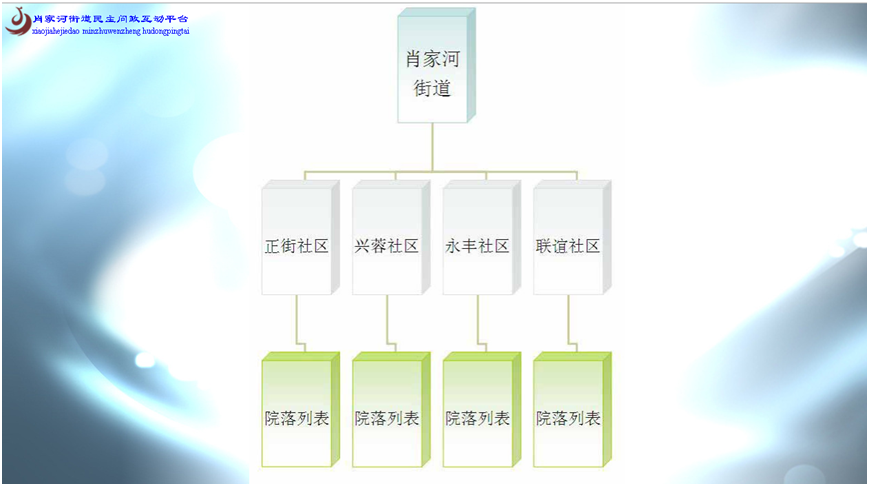 肖家河街道民主问政互动平台
xiaojiahejiedao minzhuwenzheng hudongpingtai
肖家河
街道
正街社区
兴蓉社区
永丰社区
联谊社区
院落列表
院落列表
院落列表
院落列表